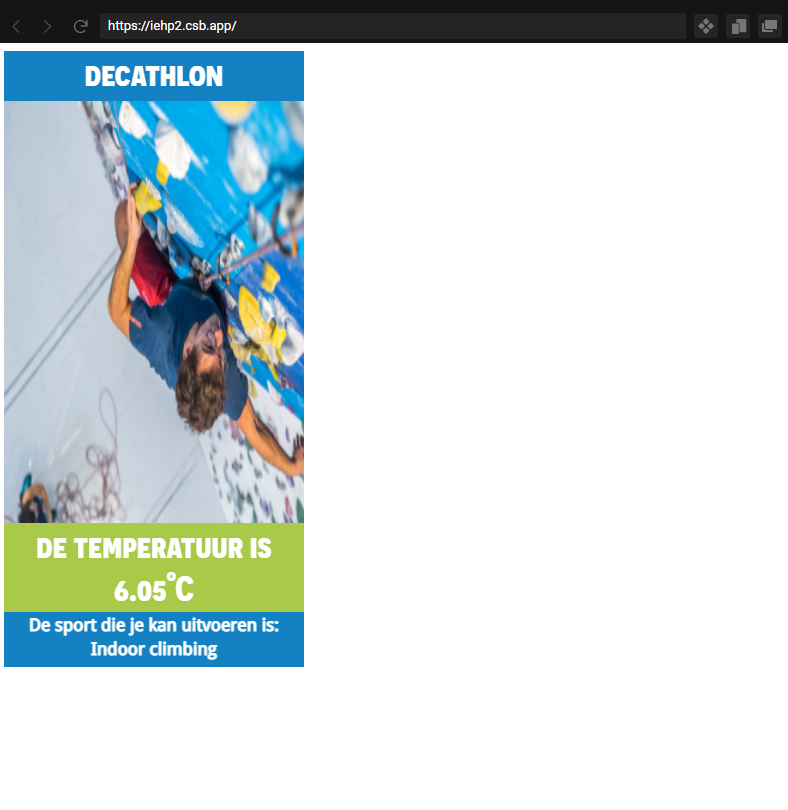 https://iehp2.csb.app/
DECATHLON
DE TEMPERATUUR IS
6.05°C
De sport die je kan uitvoeren is:
Indoor climbing